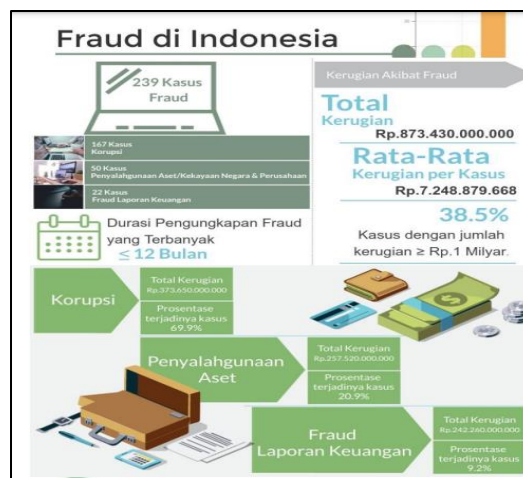 Fraud di Indonesia
239 Kasus
Fraud
167 Kasus
Korupsi
50 Kasus
Penyalahgunaan Aset/Kekayaan Negara & Perusahaan
22 Kasus
Fraud Laporan Keuangan
Durasi Pengungkapan Fraud
yang Terbanyak
≤ 12 Bulan
Kerugian Akibat Fraud
Total
Kerugian
Rp.873.430.000.000
Rata-Rata
Kerugian per Kasus
Rp.7.248.879.668
38.5%
Kasus dengan jumlah
kerugian ≥ Rp.1 Milyar.
Korupsi
Total Kerugian
Rp.373.650.000.000
Prosentase
terjadinya kasus
69.9%
Penyalahgunaan
Aset
Total Kerugian
Rp.257.520.000.000
Prosentase
terjadinya kasus
20.9%
Fraud
Laporan Keuangan
Total Kerugian
Rp.242.260.000.000
Prosentase
terjadinya kasus
9.2%